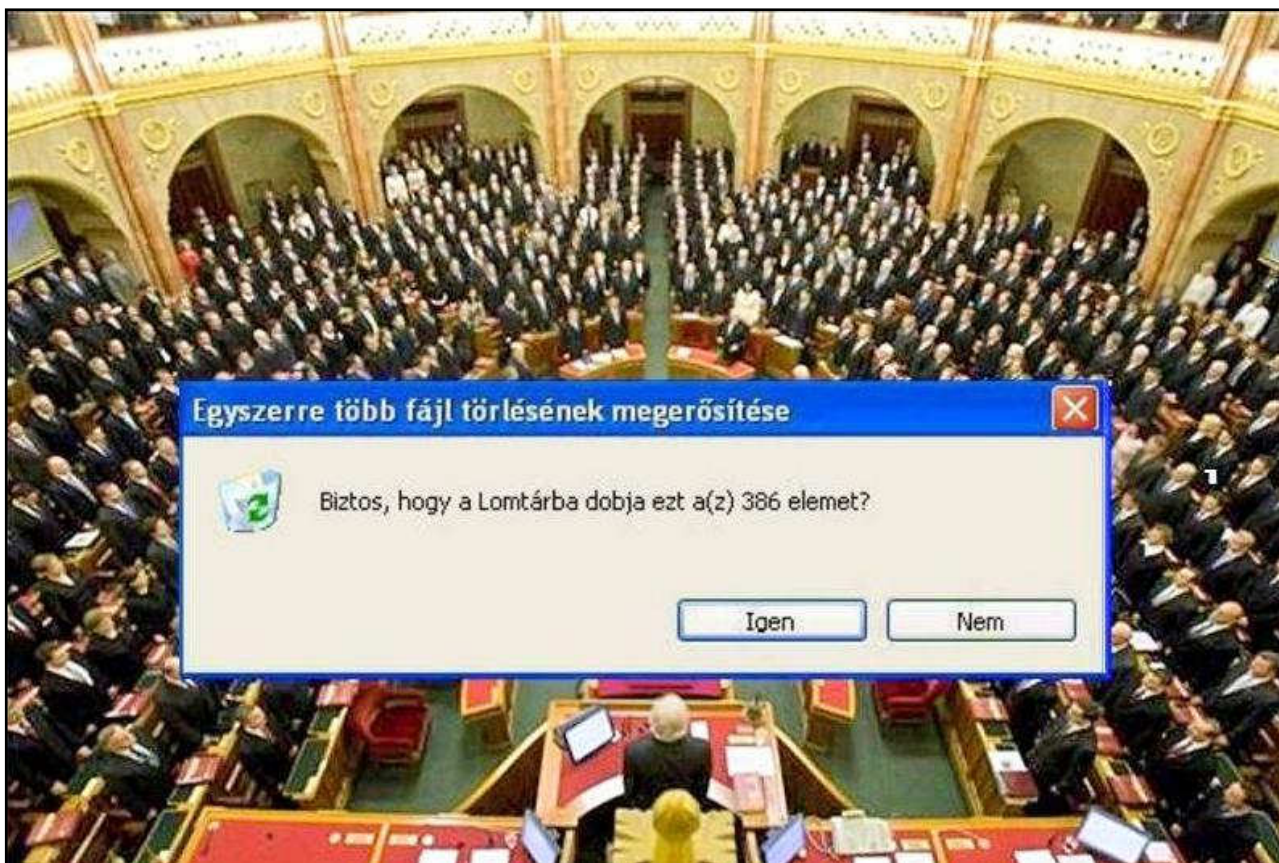 Egyszerre több fájl törlésének megerősítése
Biztos, hogy a Lomtárba dobja ezt a(z) 386 elemet?
Igen
Nem